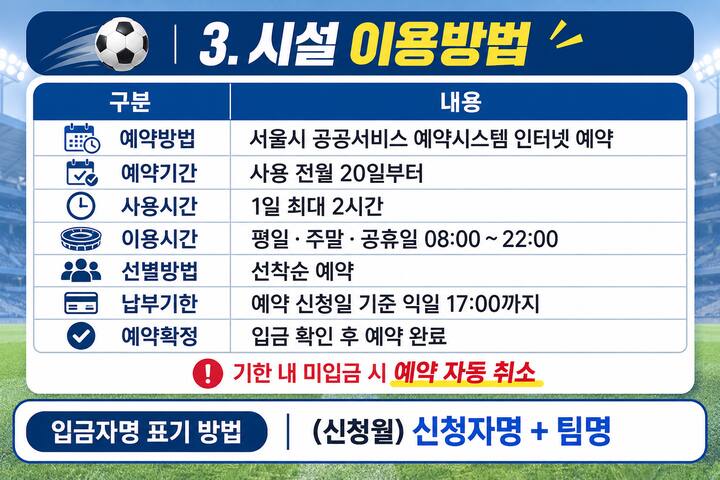 3. 시설 이용방법
구분 내용
예약방법 서울시 공공서비스 예약시스템 인터넷 예약
예약기간 사용 전월 20일부터
사용시간 1일 최대 2시간
이용시간 평일 · 주말 · 공휴일 08:00 ~ 22:00
선별방법 선착순 예약
납부기한 예약 신청일 기준 익일 17:00까지
예약확정 입금 확인 후 예약 완료
! 기한 내 미입금 시 예약 자동 취소
입금자명 표기 방법 (신청월) 신청자명 + 팀명